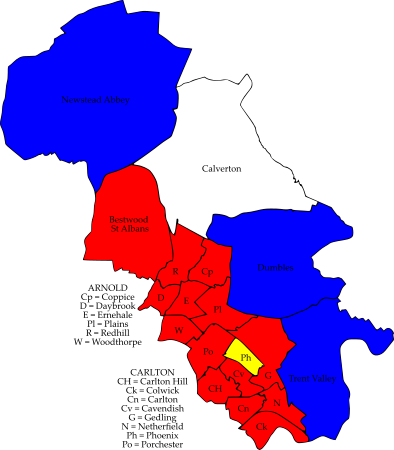 Newstead Abbey
Calverton
Bestwood
St Albans
Dumbles
R
Cp
ARNOLD
Cp = Coppice
D = Daybrook
E = Ernehale
Pl = Plains
R = Redhill
W = Woodthorpe
D
E
Pl
W
Po
Ph
Trent Valley
CARLTON
CH = Carlton Hill
Ck = Colwick
Cn = Carlton
Cv = Cavendish
G = Gedling
N = Netherfield
Ph = Phoenix
Po = Porchester
Cv
G
CH
Cn
N
Ck